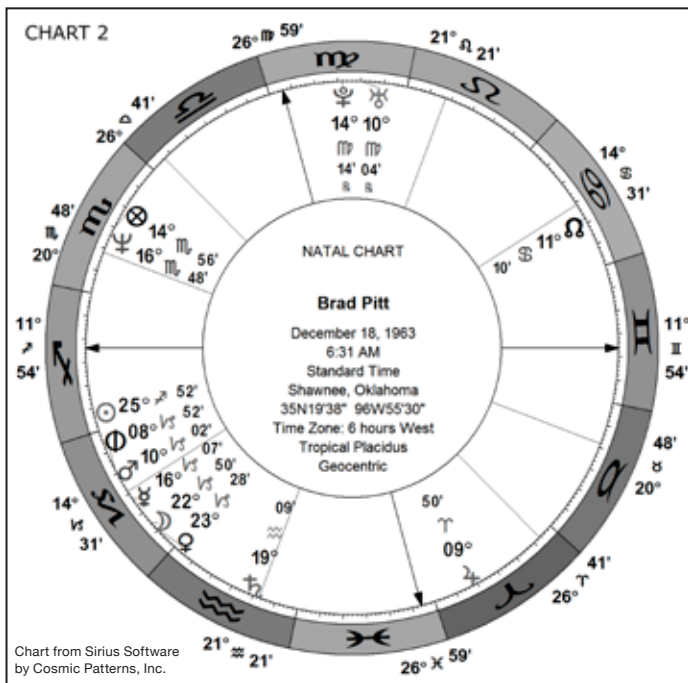 CHART 2
26° ♍ 59'
21° ♌ 21'
26° ♎ 41'
14° ♋ 31'
48' ♏ 20°
11° ♐ 54'
11° ♊ 54'
14° ♑ 31'
48' ♉ 20°
21° ♒ 21'
26° ♓ 59'
26° ♈ 41'
♇ ♅
14° 10°
♍ ♍
14' 04'
℞ ℞
⊗ 14° ♏ 56'
♆ 16° ♏ 48'
10' ♋ 11° ☊
NATAL CHART
Brad Pitt
December 18, 1963
6:31 AM
Standard Time
Shawnee, Oklahoma
35N19'38" 96W55'30"
Time Zone: 6 hours West
Tropical Placidus
Geocentric
☉ 25° ♐ 52'
08° ♑ 52'
♂ 10° ♑ 02'
☿ 16° ♑ 07'
☽ 22° ♑ 50'
♀ 23° ♑ 28'
♄ 19° ♒ 09'
50' ♈ 09° ♃
Chart from Sirius Software
by Cosmic Patterns, Inc.